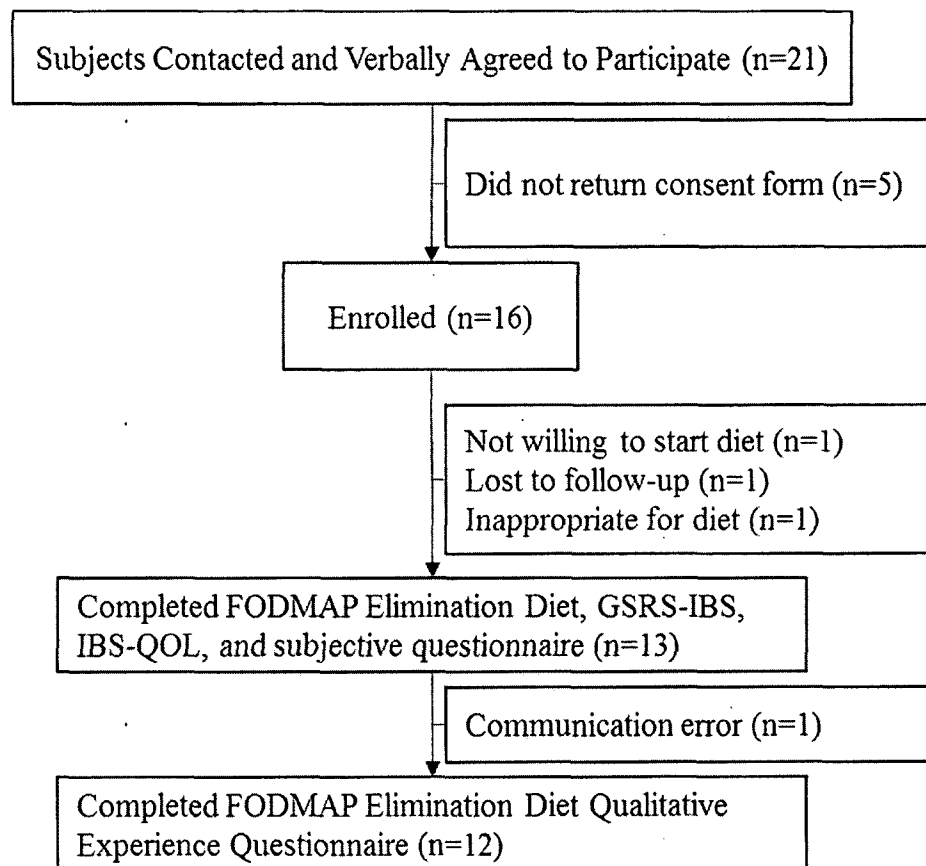 Subjects Contacted and Verbally Agreed to Participate (n=21)
Did not return consent form (n=5)
Enrolled (n=16)
Not willing to start diet (n=1)
Lost to follow-up (n=1)
Inappropriate for diet (n=1)
Completed FODMAP Elimination Diet, GSRS-IBS,
IBS-QOL, and subjective questionnaire (n=13)
Communication error (n=1)
Completed FODMAP Elimination Diet Qualitative
Experience Questionnaire (n=12)